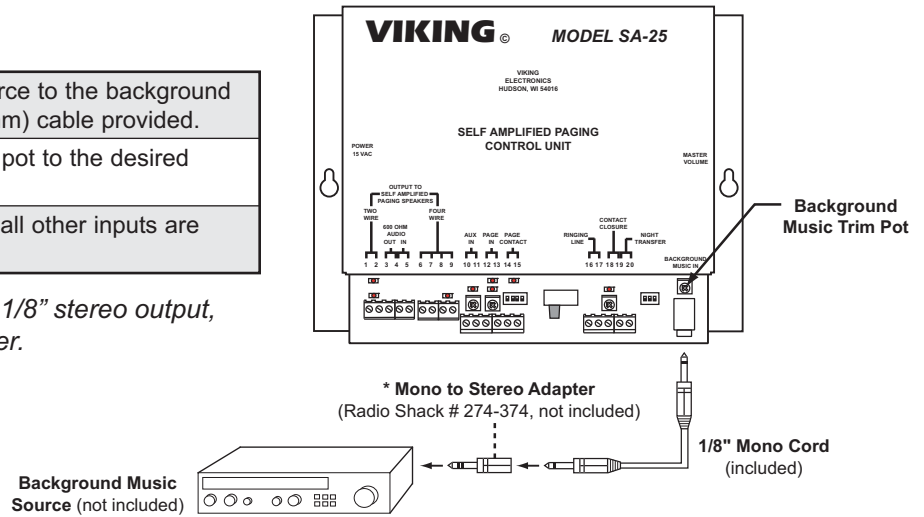 rce to the background
m) cable provided.
pot to the desired
all other inputs are
1/8” stereo output,
er.
VIKING © MODEL SA-25
VIKING
ELECTRONICS
HUDSON, WI 54016
SELF AMPLIFIED PAGING
CONTROL UNIT
POWER
15 VAC
MASTER
VOLUME
OUTPUT TO
SELF AMPLIFIED
PAGING SPEAKERS
TWO
WIRE
FOUR
WIRE
600 OHM
AUDIO
OUT IN
AUX
IN
PAGE
IN
PAGE
CONTACT
RINGING
LINE
CONTACT
CLOSURE
NIGHT
TRANSFER
BACKGROUND
MUSIC IN
1 2 3 4 5 6 7 8 9 10 11 12 13 14 15 16 17 18 19 20
Background
Music Trim Pot
* Mono to Stereo Adapter
(Radio Shack # 274-374, not included)
1/8" Mono Cord
(included)
Background Music
Source (not included)